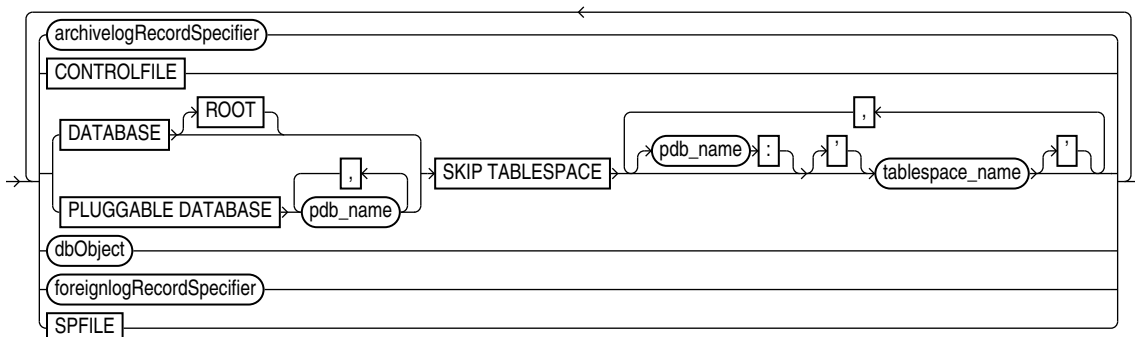 archivelogRecordSpecifier
CONTROLFILE
ROOT
DATABASE
,
PLUGGABLE DATABASE
pdb_name
SKIP TABLESPACE
,
pdb_name : ' tablespace_name '
dbObject
foreignlogRecordSpecifier
SPFILE